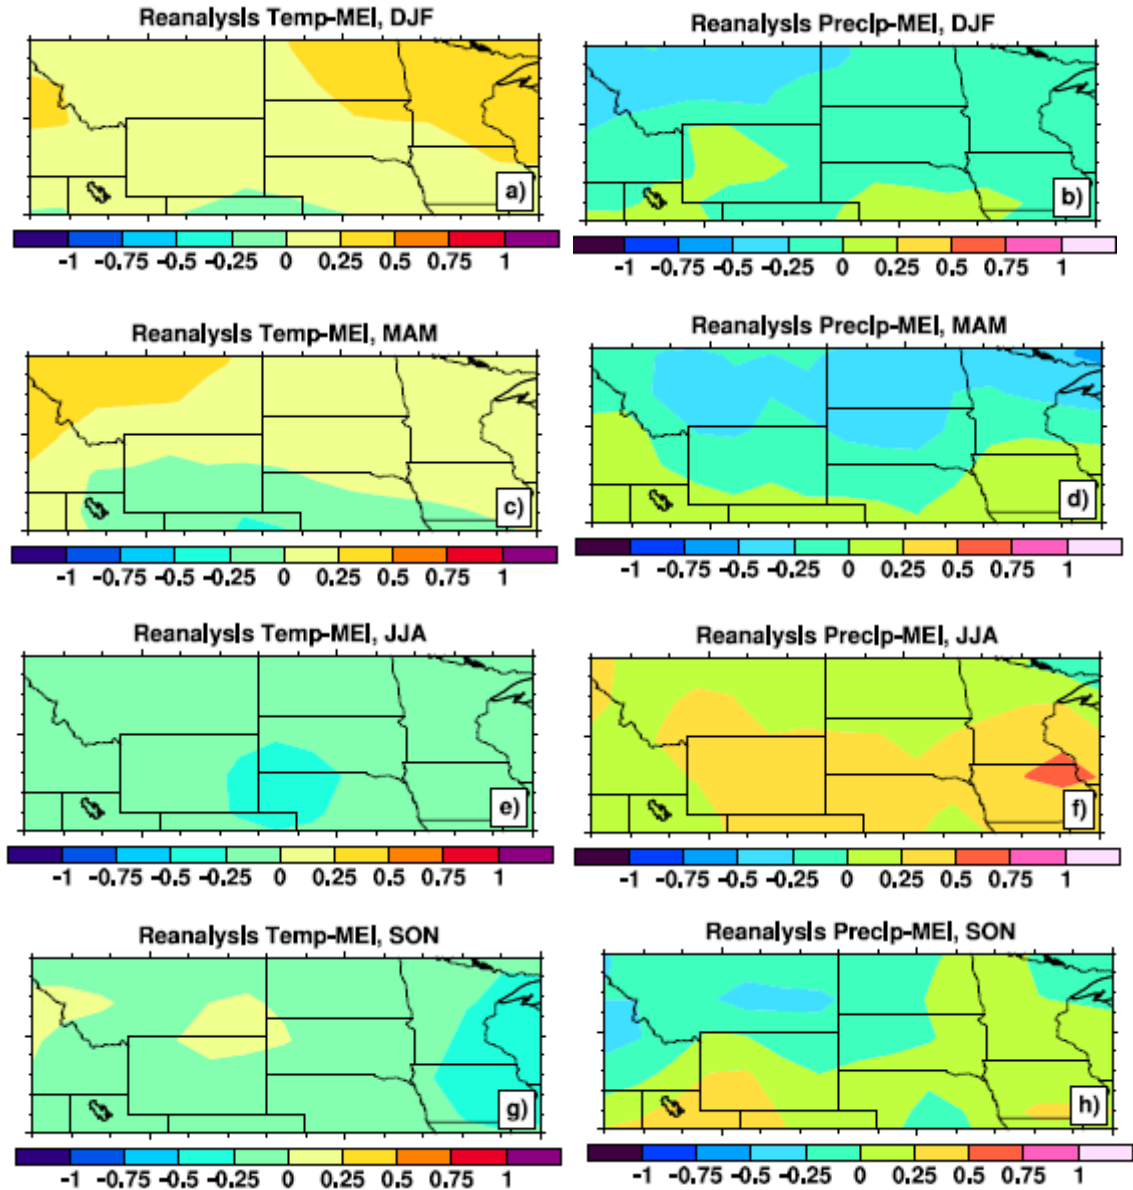 Reanalysis Temp-MEI, DJF
a)
-1 -0.75 -0.5 -0.25 0 0.25 0.5 0.75 1
Reanalysis Precip-MEI, DJF
b)
-1 -0.75 -0.5 -0.25 0 0.25 0.5 0.75 1
Reanalysis Temp-MEI, MAM
c)
-1 -0.75 -0.5 -0.25 0 0.25 0.5 0.75 1
Reanalysis Precip-MEI, MAM
d)
-1 -0.75 -0.5 -0.25 0 0.25 0.5 0.75 1
Reanalysis Temp-MEI, JJA
e)
-1 -0.75 -0.5 -0.25 0 0.25 0.5 0.75 1
Reanalysis Precip-MEI, JJA
f)
-1 -0.75 -0.5 -0.25 0 0.25 0.5 0.75 1
Reanalysis Temp-MEI, SON
g)
-1 -0.75 -0.5 -0.25 0 0.25 0.5 0.75 1
Reanalysis Precip-MEI, SON
h)
-1 -0.75 -0.5 -0.25 0 0.25 0.5 0.75 1